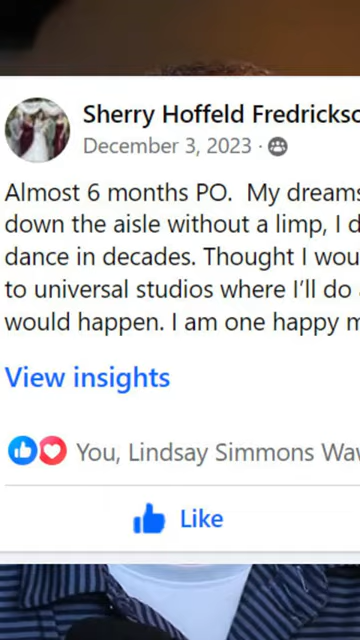 Sherry Hoffeld Fredrickso
December 3, 2023 ·
Almost 6 months PO. My dreams
down the aisle without a limp, I d
dance in decades. Thought I wou
to universal studios where I'll do
would happen. I am one happy m
View insights
You, Lindsay Simmons Wa
Like